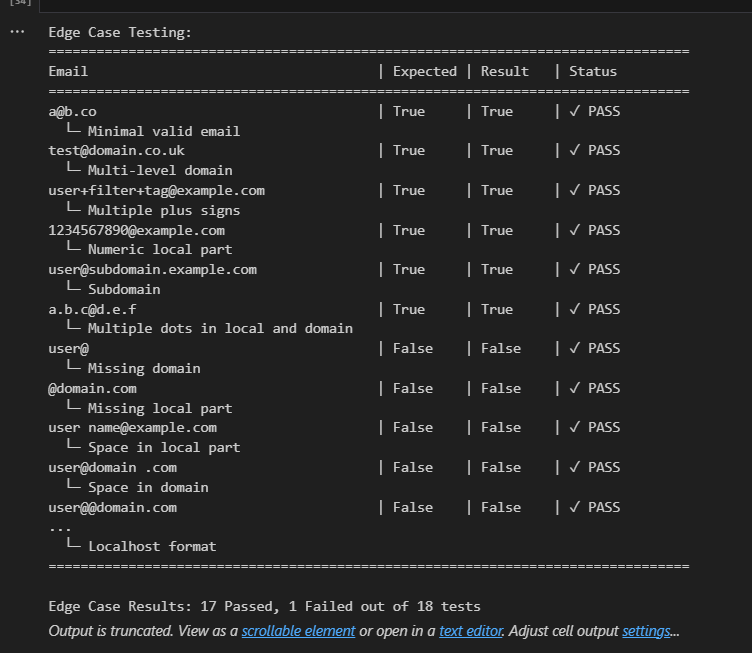 [34]
...
Edge Case Testing:
================================================================================
Email | Expected | Result | Status
================================================================================
a@b.co | True | True | ✓ PASS
└─ Minimal valid email
test@domain.co.uk | True | True | ✓ PASS
└─ Multi-level domain
user+filter+tag@example.com | True | True | ✓ PASS
└─ Multiple plus signs
1234567890@example.com | True | True | ✓ PASS
└─ Numeric local part
user@subdomain.example.com | True | True | ✓ PASS
└─ Subdomain
a.b.c@d.e.f | True | True | ✓ PASS
└─ Multiple dots in local and domain
user@ | False | False | ✓ PASS
└─ Missing domain
@domain.com | False | False | ✓ PASS
└─ Missing local part
user name@example.com | False | False | ✓ PASS
└─ Space in local part
user@domain .com | False | False | ✓ PASS
└─ Space in domain
user@@domain.com | False | False | ✓ PASS
...
└─ Localhost format
================================================================================
Edge Case Results: 17 Passed, 1 Failed out of 18 tests
Output is truncated. View as a scrollable element or open in a text editor. Adjust cell output settings...